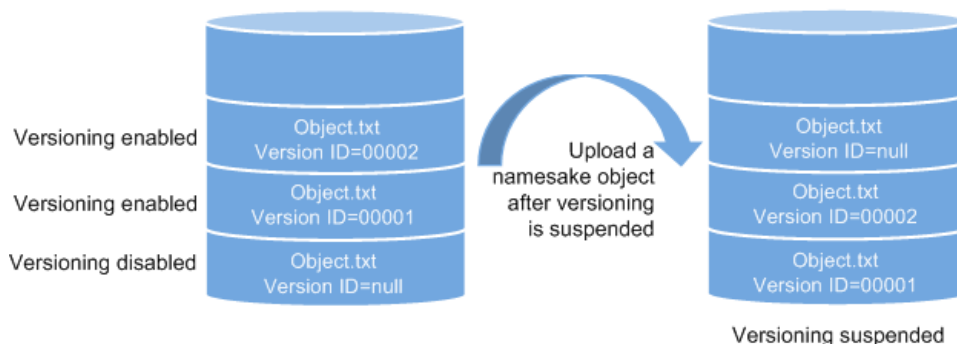 Versioning enabled
Object.txt
Version ID=00002
Versioning enabled
Object.txt
Version ID=00001
Versioning disabled
Object.txt
Version ID=null
Upload a
namesake object
after versioning
is suspended
Object.txt
Version ID=null
Object.txt
Version ID=00002
Object.txt
Version ID=00001
Versioning suspended